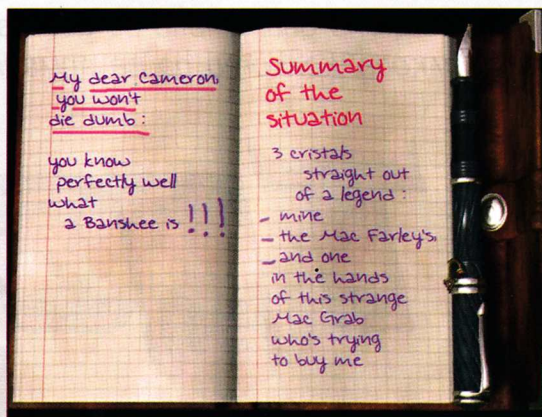 My dear Cameron,
you won't
die dumb :
you know
perfectly well
what
a Banshee is !!!
Summary
of the
situation
3 cristals
straight out
of a legend :
- mine
- the Mac Farley's,
- and one
in the hands
of this strange
Mac Grab
who's trying
to buy me